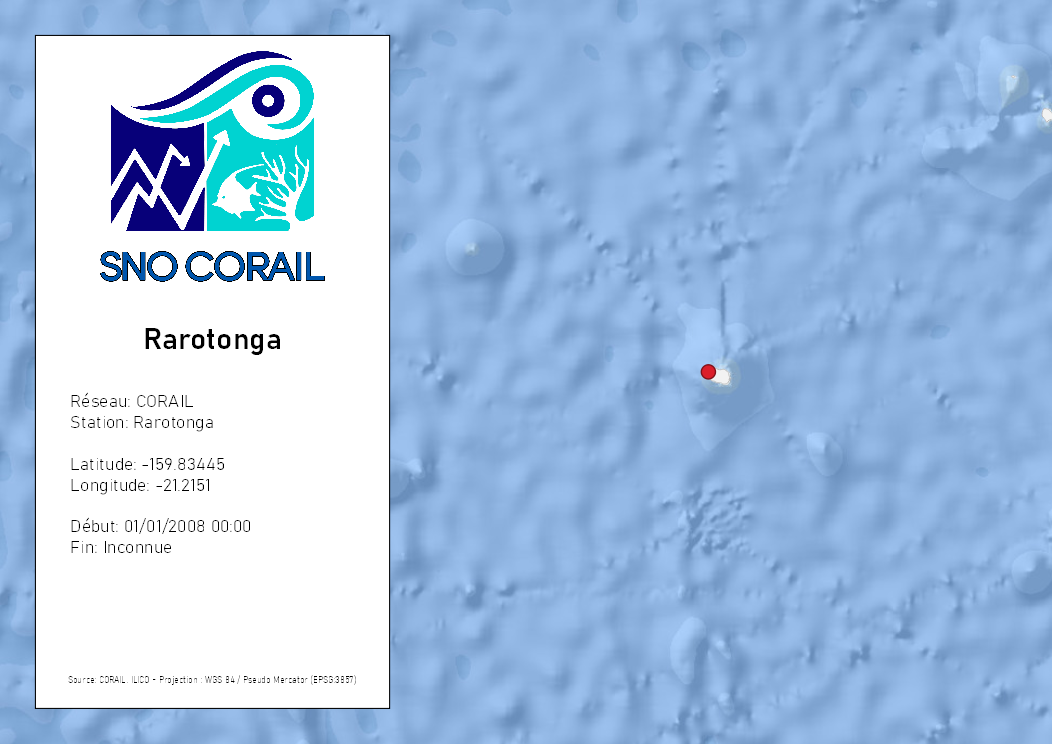 SNO CORAIL
Rarotonga
Réseau: CORAIL
Station: Rarotonga
Latitude: -159.83445
Longitude: -21.2151
Début: 01/01/2008 00:00
Fin: Inconnue
Source: CORAIL, ILICO - Projection : WGS 84 / Pseudo Mercator (EPSG:3857)